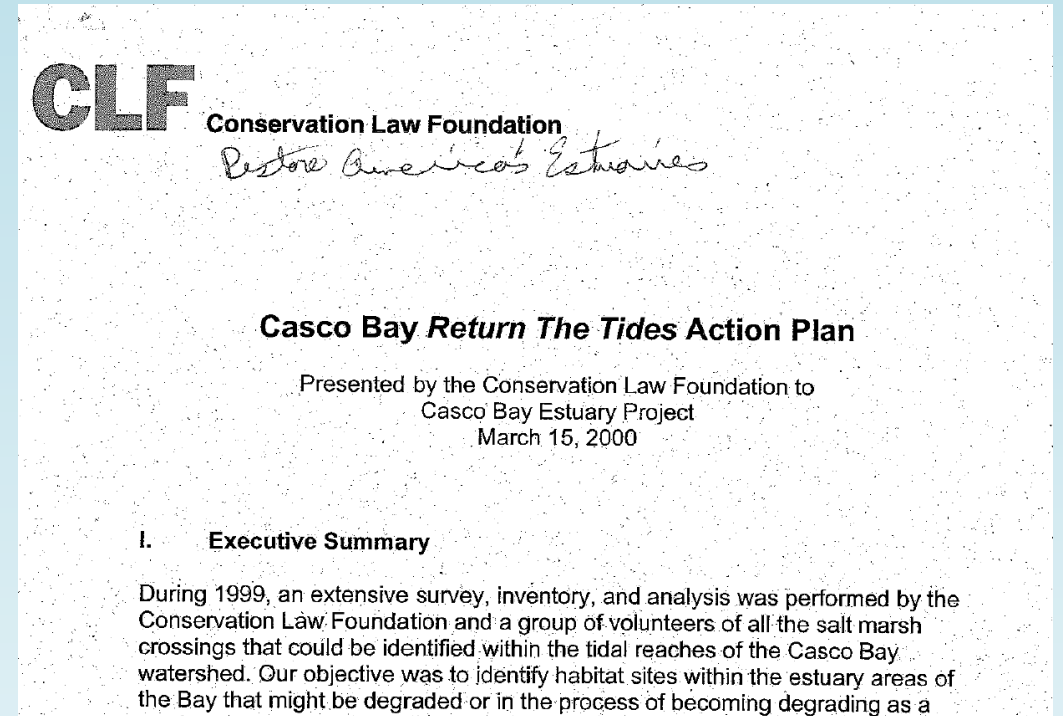 CLF
Conservation Law Foundation
Restore America's Estuaries
Casco Bay Return The Tides Action Plan
Presented by the Conservation Law Foundation to
Casco Bay Estuary Project
March 15, 2000
I. Executive Summary
During 1999, an extensive survey, inventory, and analysis was performed by the
Conservation Law Foundation and a group of volunteers of all the salt marsh
crossings that could be identified within the tidal reaches of the Casco Bay
watershed. Our objective was to identify habitat sites within the estuary areas of
the Bay that might be degraded or in the process of becoming degrading as a